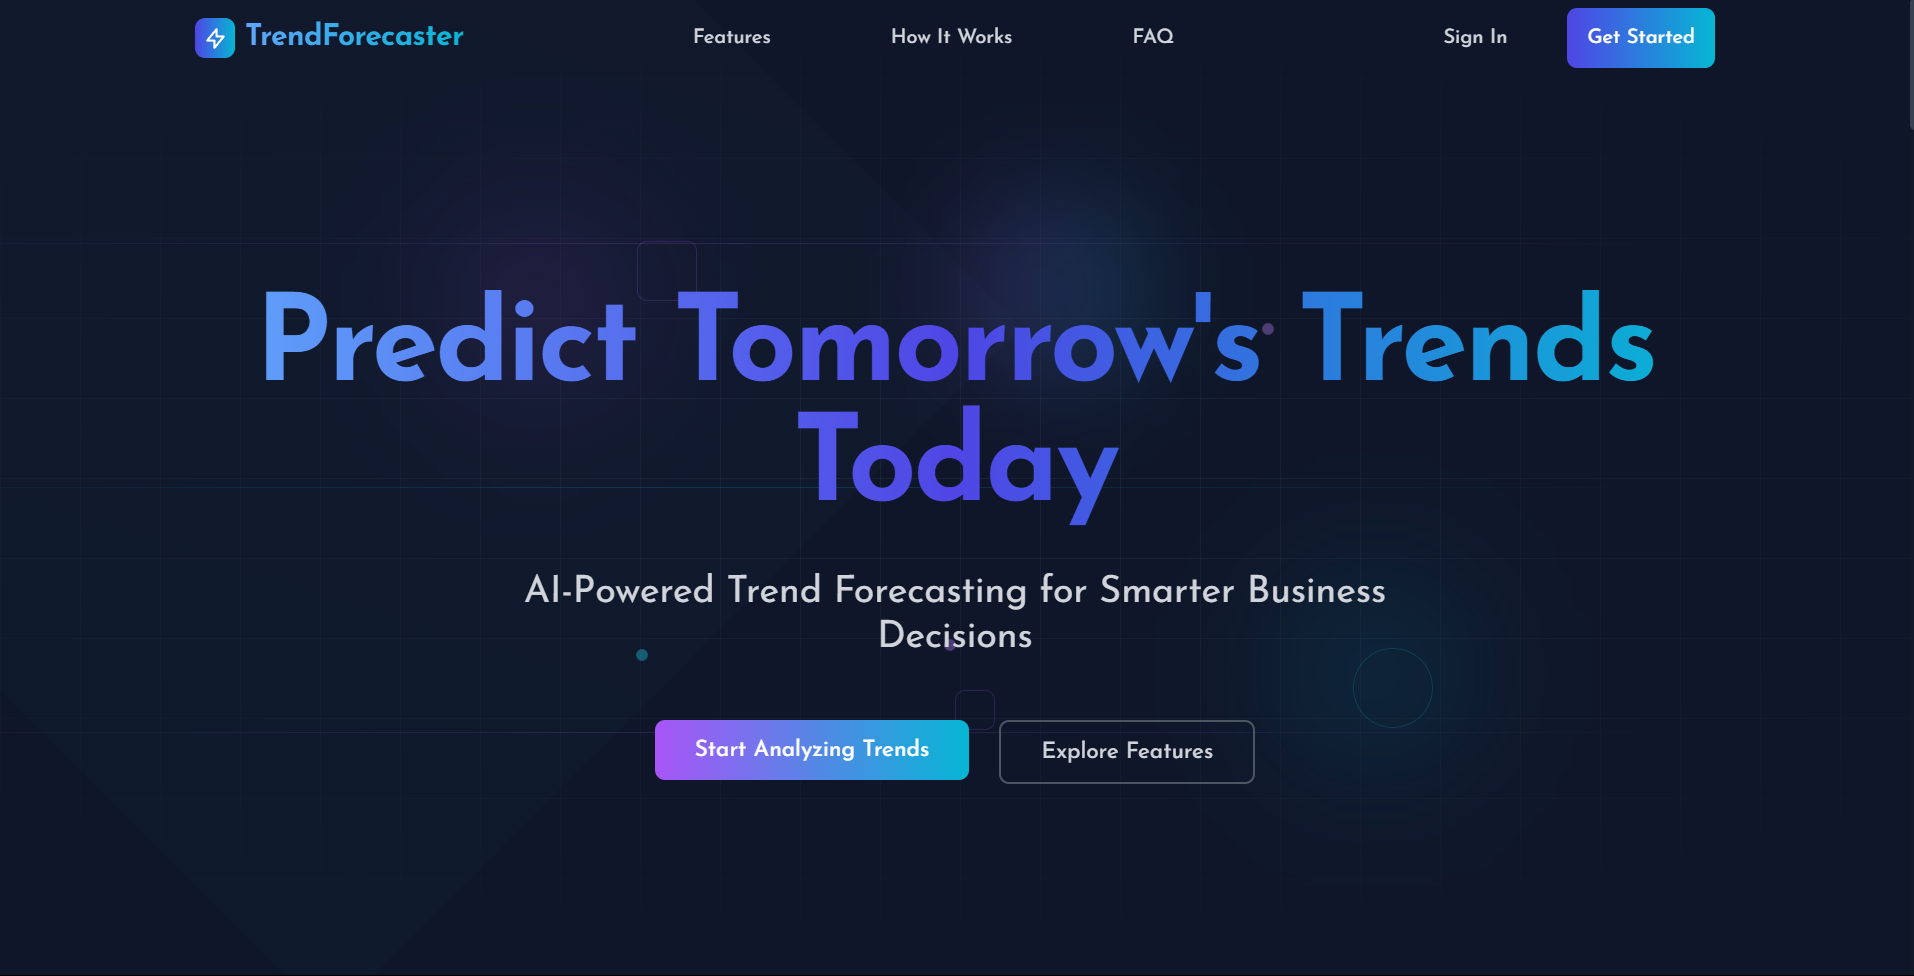 TrendForecaster
Features
How It Works
FAQ
Sign In
Get Started
Predict Tomorrow's Trends
Today
AI-Powered Trend Forecasting for Smarter Business
Decisions
Start Analyzing Trends
Explore Features